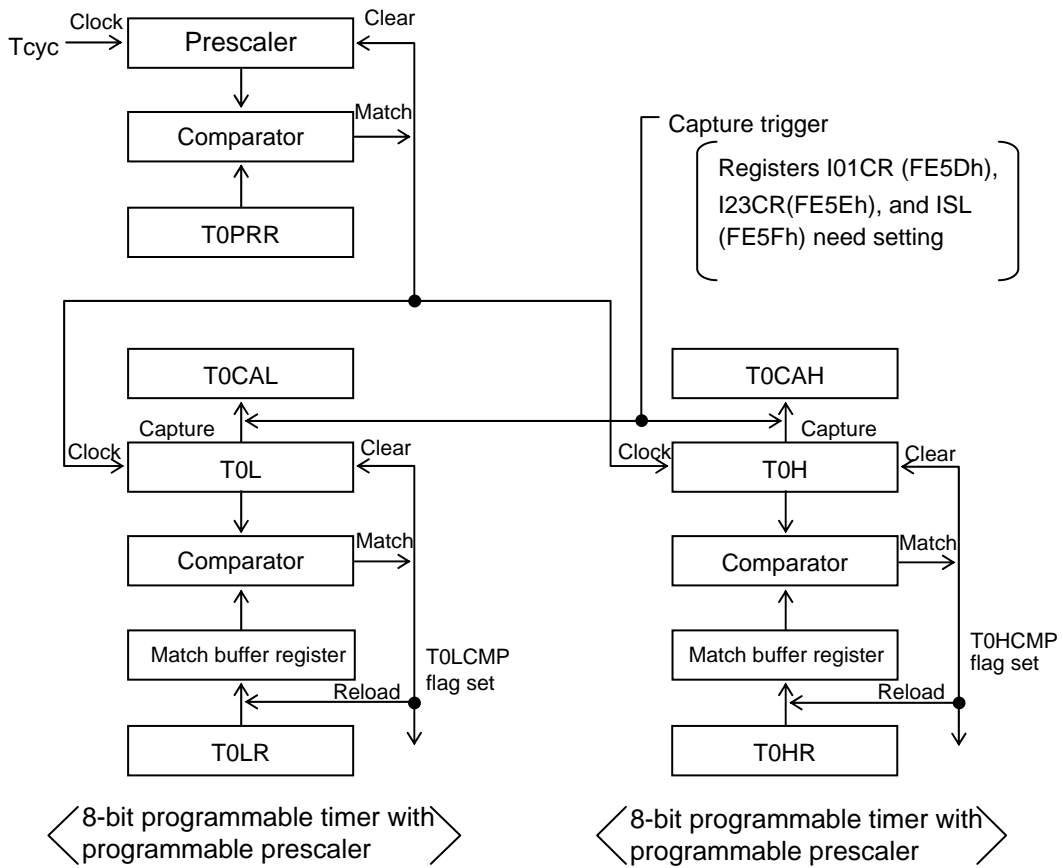 Clock
Clear
Tcyc
Prescaler
Match
Comparator
T0PRR
Capture trigger
Registers I01CR (FE5Dh),
I23CR(FE5Eh), and ISL
(FE5Fh) need setting
T0CAL
T0CAH
Capture
Capture
Clock
Clear
Clock
Clear
T0L
T0H
Comparator
Match
Comparator
Match
Match buffer register
T0LCMP
flag set
Match buffer register
T0HCMP
flag set
Reload
Reload
T0LR
T0HR
8-bit programmable timer with
programmable prescaler
8-bit programmable timer with
programmable prescaler